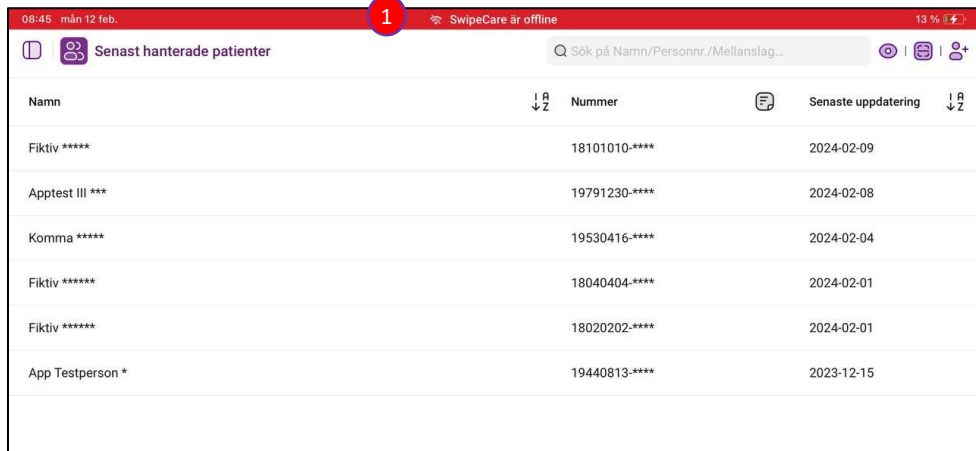 08:45 mån 12 feb. 1 SwipeCare är offline 13 %
Senast hanterade patienter Sök på Namn/Personnr./Mellanslag...
Namn A Z Nummer Senaste uppdatering A Z
Fiktiv ***** 18101010-**** 2024-02-09
Apptest III *** 19791230-**** 2024-02-08
Komma ***** 19530416-**** 2024-02-04
Fiktiv ****** 18040404-**** 2024-02-01
Fiktiv ****** 18020202-**** 2024-02-01
App Testperson * 19440813-**** 2023-12-15